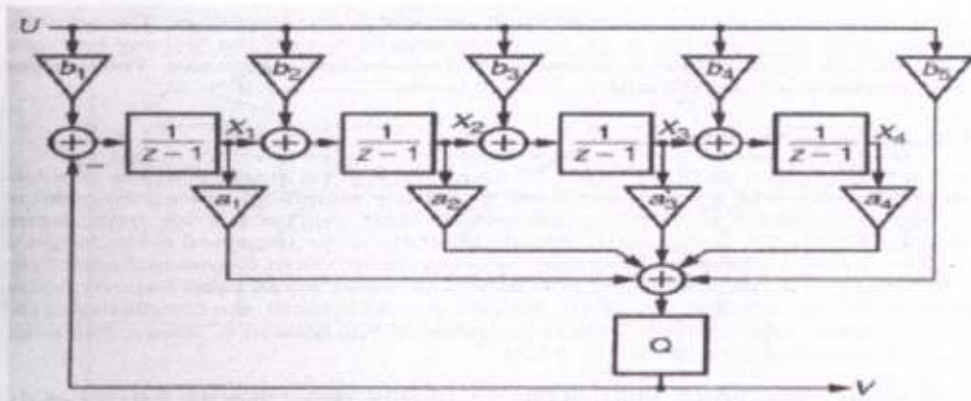 U
b₁ b₂ b₃ b₄ b₅
+ 1/(z − 1) X₁ + 1/(z − 1) X₂ + 1/(z − 1) X₃ + 1/(z − 1) X₄
−
a₁ a₂ a₃ a₄
+
Q
V